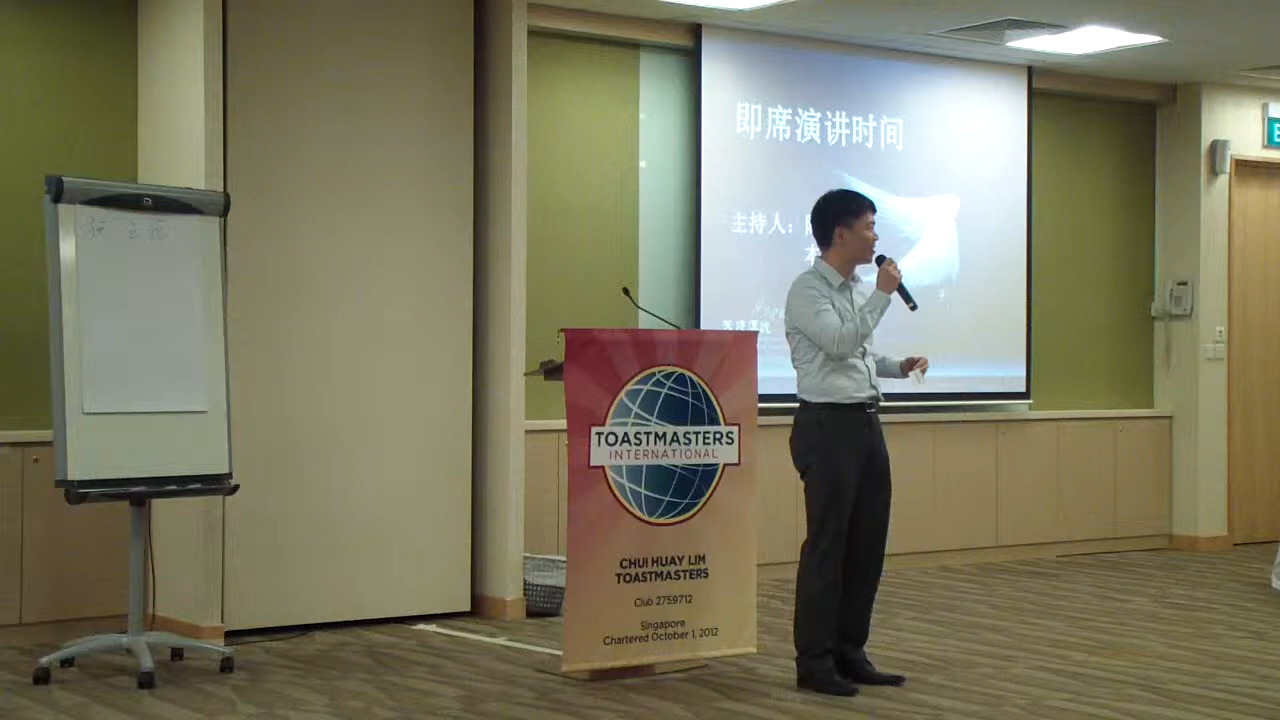 即席演讲时间
主持人：
TOASTMASTERS
INTERNATIONAL
CHUI HUAY LIM
TOASTMASTERS
Club 2759712
Singapore
Chartered October 1, 2012